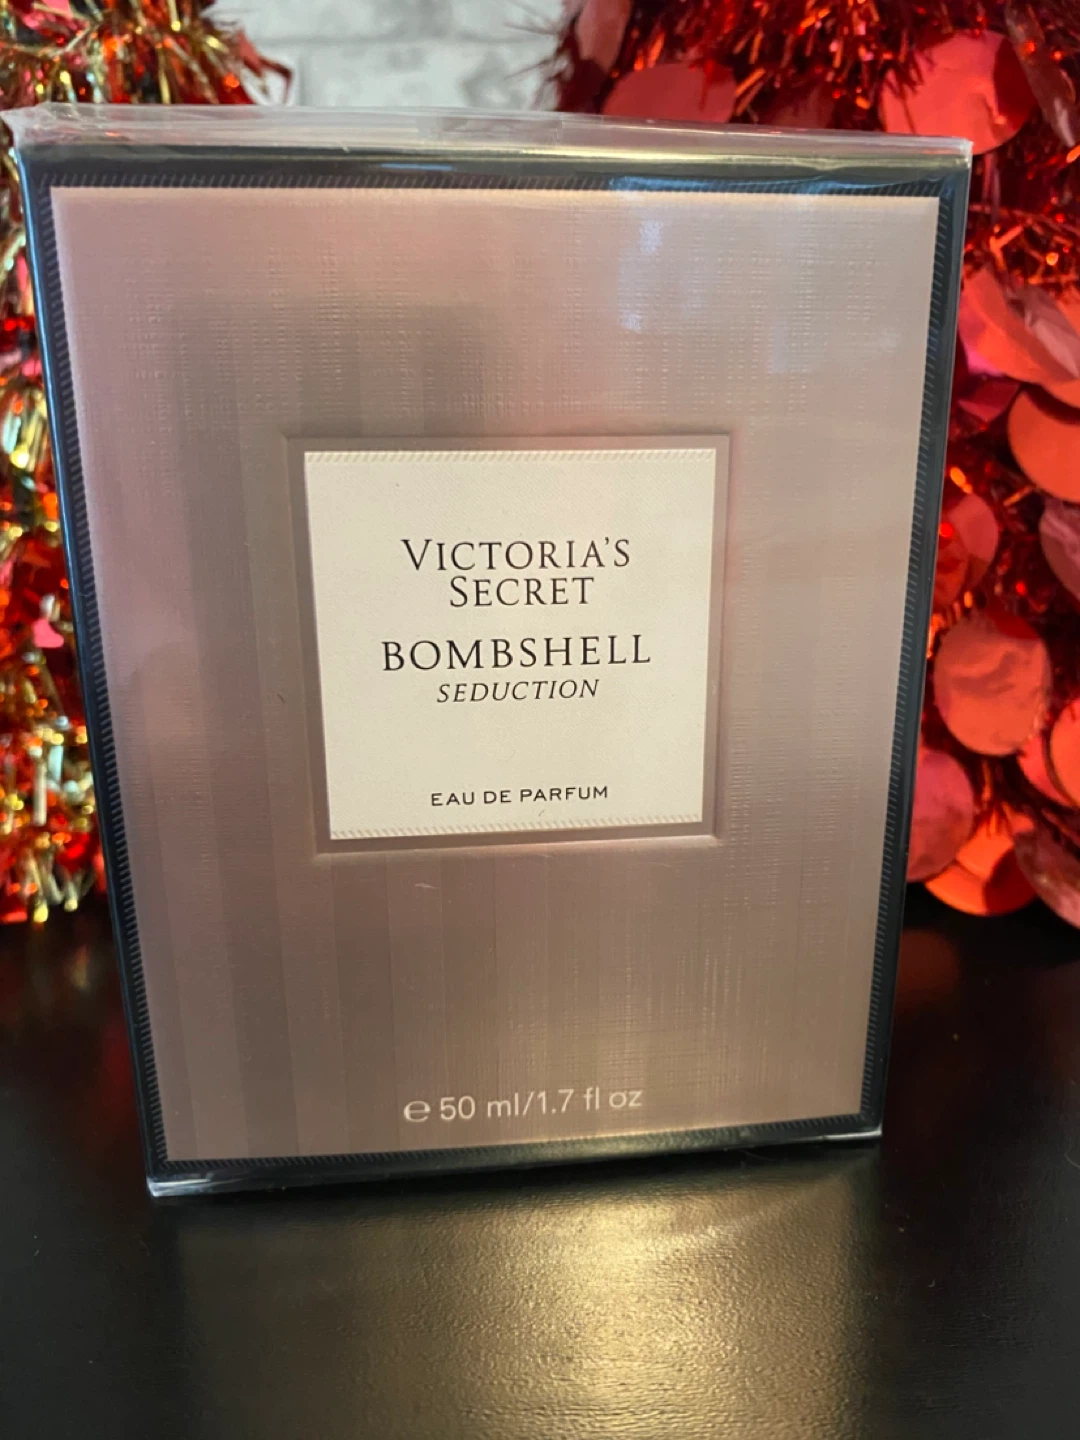 VICTORIA'S
SECRET
BOMBSHELL
SEDUCTION
EAU DE PARFUM
℮ 50 ml/1.7 fl oz